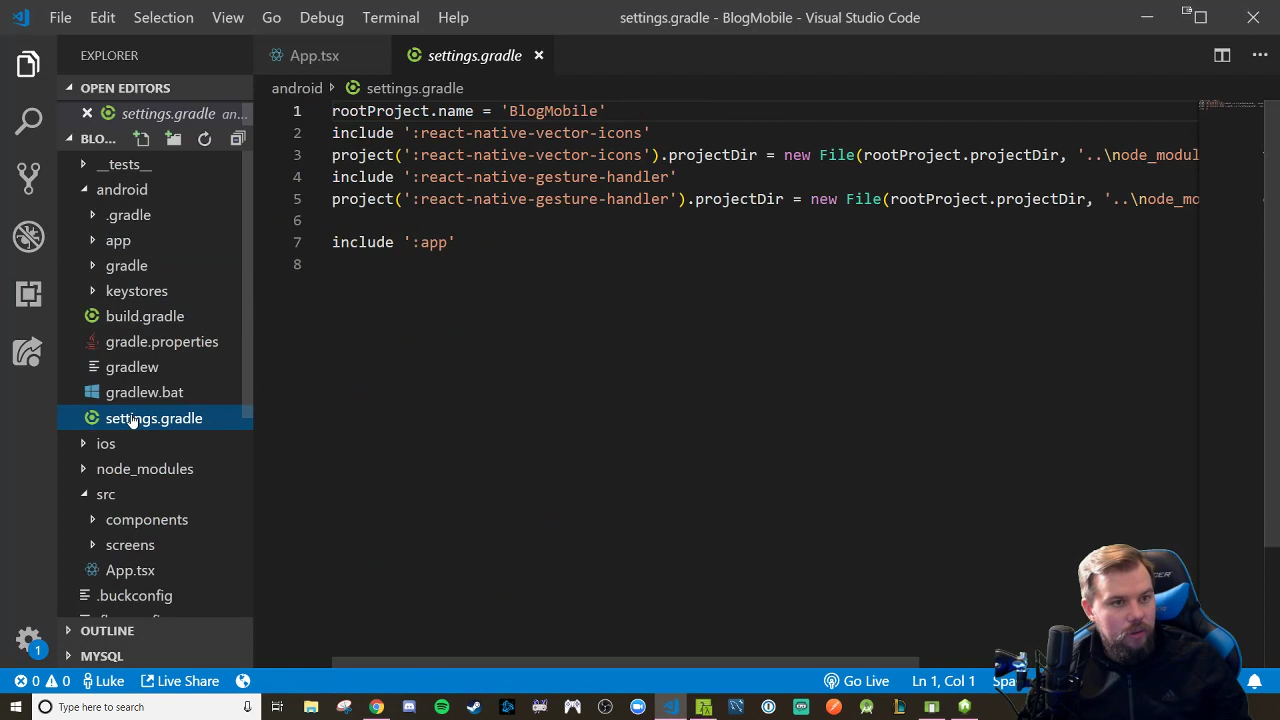 File Edit Selection View Go Debug Terminal Help settings.gradle - BlogMobile - Visual Studio Code
EXPLORER
App.tsx settings.gradle
OPEN EDITORS
android settings.gradle
settings.gradle an...
BLO...
__tests__
android
.gradle
app
gradle
keystores
build.gradle
gradle.properties
gradlew
gradlew.bat
settings.gradle
ios
node_modules
src
components
screens
App.tsx
.buckconfig
OUTLINE
MYSQL
1 rootProject.name = 'BlogMobile'
2 include ':react-native-vector-icons'
3 project(':react-native-vector-icons').projectDir = new File(rootProject.projectDir, '..\node_modul
4 include ':react-native-gesture-handler'
5 project(':react-native-gesture-handler').projectDir = new File(rootProject.projectDir, '..\node_mo
6
7 include ':app'
8
1
0 0 Luke Live Share Go Live Ln 1, Col 1 Spa
Type here to search